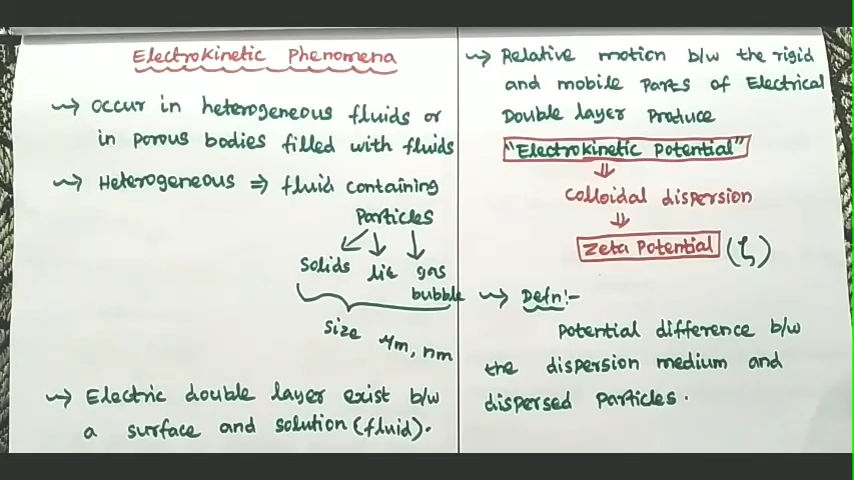 Electrokinetic Phenomena
→ occur in heterogeneous fluids or
in porous bodies filled with fluids
→ Heterogeneous ⇒ fluid containing
Particles
solids liq gas
bubble
size μm, nm
→ Electric double layer exist b/w
a surface and solution (fluid).
→ Relative motion b/w the rigid
and mobile parts of Electrical
Double layer Produce
"Electrokinetic Potential"
⇓
colloidal dispersion
⇓
Zeta Potential (ζ)
→ Defn:-
Potential difference b/w
the dispersion medium and
dispersed particles.